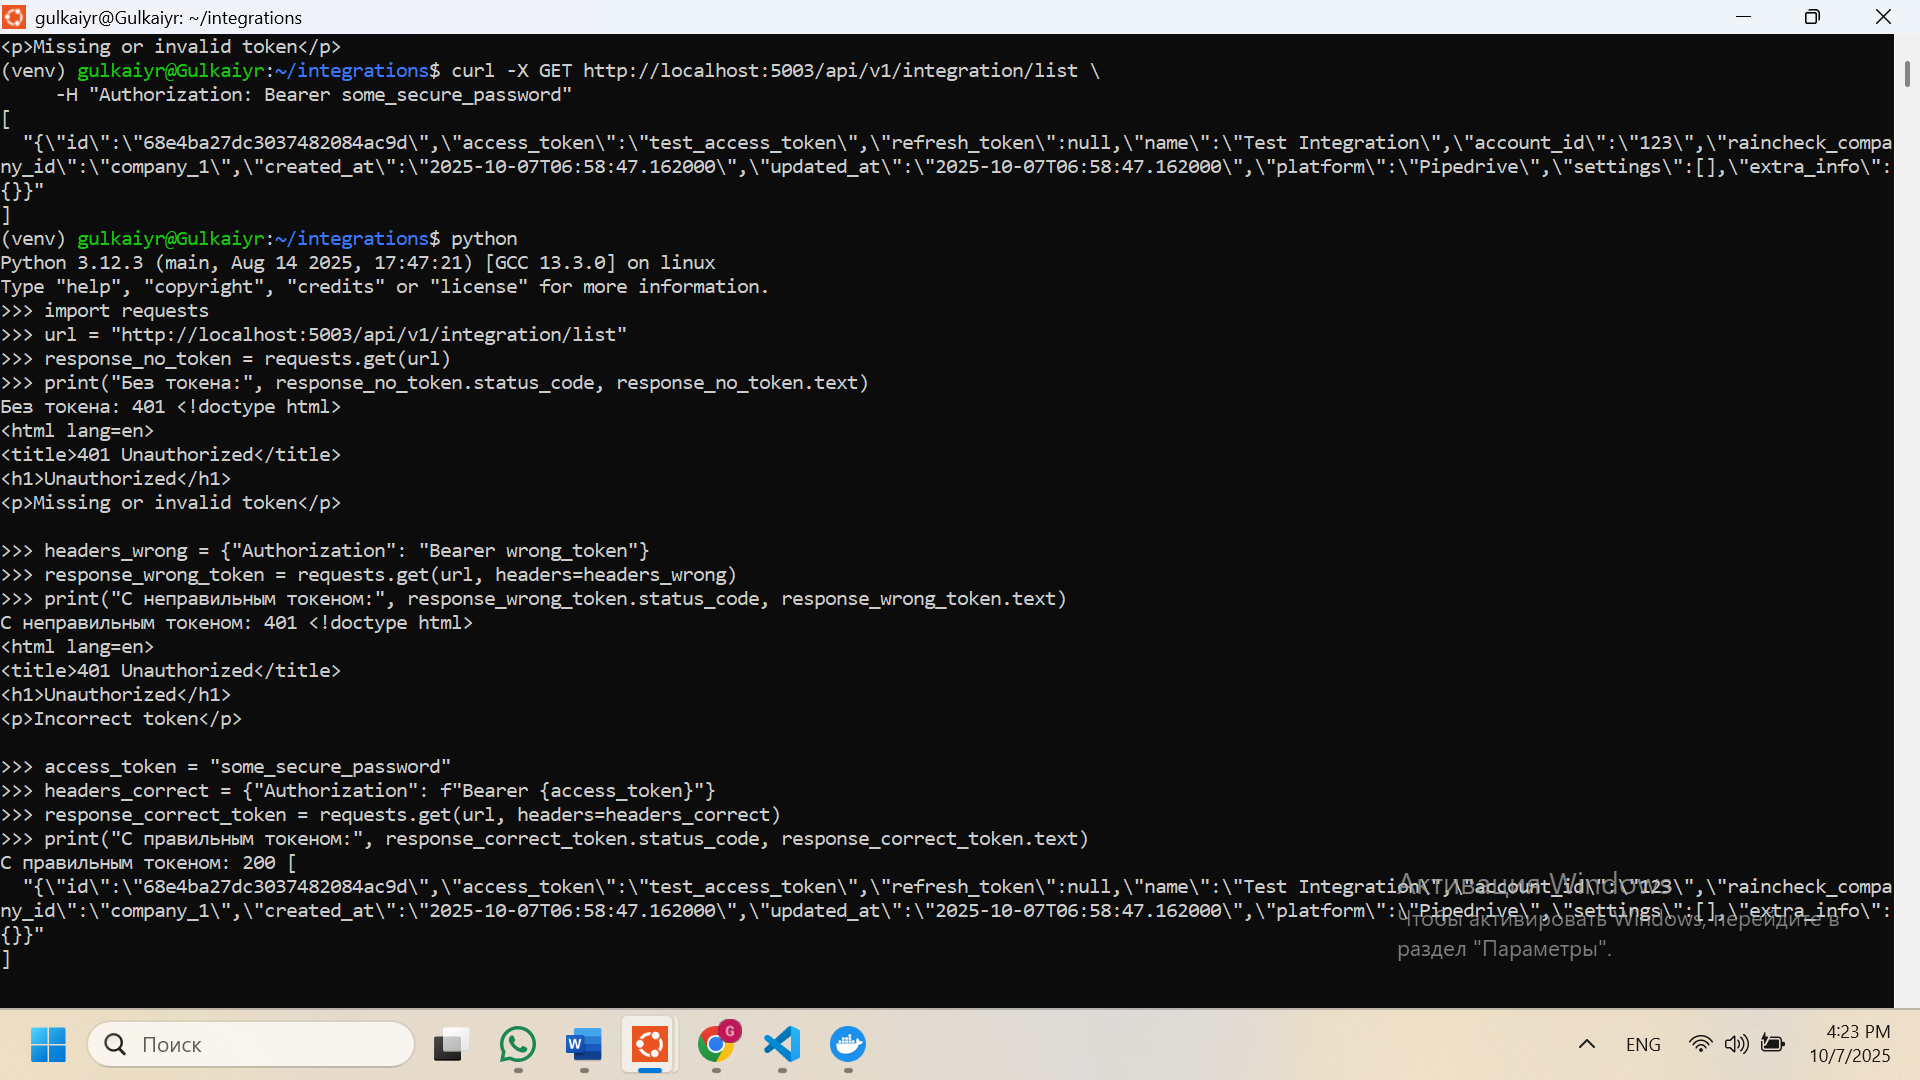 gulkaiyr@Gulkaiyr: ~/integrations
<p>Missing or invalid token</p>
(venv) gulkaiyr@Gulkaiyr:~/integrations$ curl -X GET http://localhost:5003/api/v1/integration/list \
     -H "Authorization: Bearer some_secure_password"
[
  "{\"id\":\"68e4ba27dc3037482084ac9d\",\"access_token\":\"test_access_token\",\"refresh_token\":null,\"name\":\"Test Integration\",\"account_id\":\"123\",\"raincheck_compa
ny_id\":\"company_1\",\"created_at\":\"2025-10-07T06:58:47.162000\",\"updated_at\":\"2025-10-07T06:58:47.162000\",\"platform\":\"Pipedrive\",\"settings\":[],\"extra_info\":
{}}"
]
(venv) gulkaiyr@Gulkaiyr:~/integrations$ python
Python 3.12.3 (main, Aug 14 2025, 17:47:21) [GCC 13.3.0] on linux
Type "help", "copyright", "credits" or "license" for more information.
>>> import requests
>>> url = "http://localhost:5003/api/v1/integration/list"
>>> response_no_token = requests.get(url)
>>> print("Без токена:", response_no_token.status_code, response_no_token.text)
Без токена: 401 <!doctype html>
<html lang=en>
<title>401 Unauthorized</title>
<h1>Unauthorized</h1>
<p>Missing or invalid token</p>
>>> headers_wrong = {"Authorization": "Bearer wrong_token"}
>>> response_wrong_token = requests.get(url, headers=headers_wrong)
>>> print("С неправильным токеном:", response_wrong_token.status_code, response_wrong_token.text)
С неправильным токеном: 401 <!doctype html>
<html lang=en>
<title>401 Unauthorized</title>
<h1>Unauthorized</h1>
<p>Incorrect token</p>
>>> access_token = "some_secure_password"
>>> headers_correct = {"Authorization": f"Bearer {access_token}"}
>>> response_correct_token = requests.get(url, headers=headers_correct)
>>> print("С правильным токеном:", response_correct_token.status_code, response_correct_token.text)
С правильным токеном: 200 [
  "{\"id\":\"68e4ba27dc3037482084ac9d\",\"access_token\":\"test_access_token\",\"refresh_token\":null,\"name\":\"Test Integration\",\"account_id\":\"123\",\"raincheck_compa
ny_id\":\"company_1\",\"created_at\":\"2025-10-07T06:58:47.162000\",\"updated_at\":\"2025-10-07T06:58:47.162000\",\"platform\":\"Pipedrive\",\"settings\":[],\"extra_info\":
{}}"
]
Активация Windows
Чтобы активировать Windows, перейдите в
раздел "Параметры".
Поиск
W
G
ENG
4:23 PM
10/7/2025